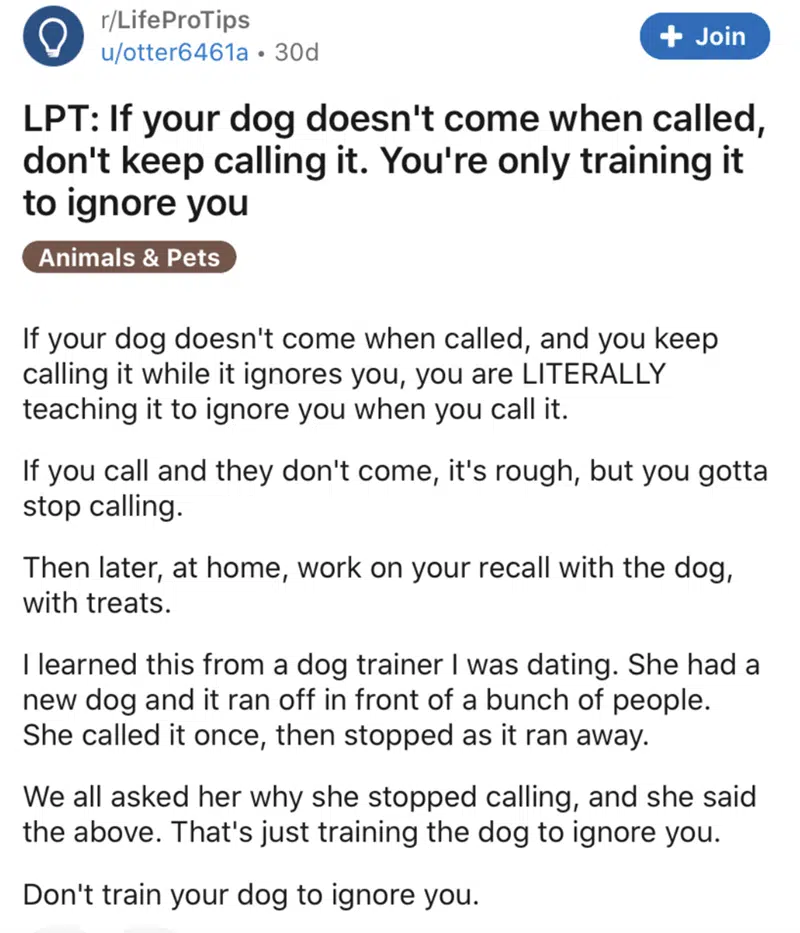 r/LifeProTips
u/otter6461a • 30d
+ Join
LPT: If your dog doesn't come when called,
don't keep calling it. You're only training it
to ignore you
Animals & Pets
If your dog doesn't come when called, and you keep
calling it while it ignores you, you are LITERALLY
teaching it to ignore you when you call it.
If you call and they don't come, it's rough, but you gotta
stop calling.
Then later, at home, work on your recall with the dog,
with treats.
I learned this from a dog trainer I was dating. She had a
new dog and it ran off in front of a bunch of people.
She called it once, then stopped as it ran away.
We all asked her why she stopped calling, and she said
the above. That's just training the dog to ignore you.
Don't train your dog to ignore you.